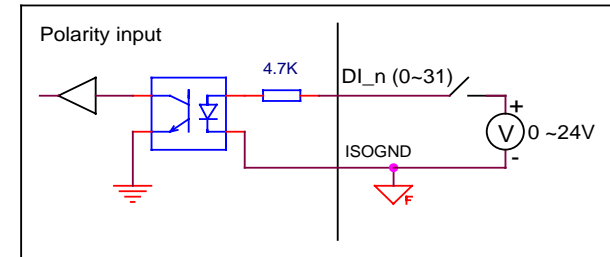 Polarity input
4.7K
DI_n (0~31)
+
V
0 ~24V
-
ISOGND
F